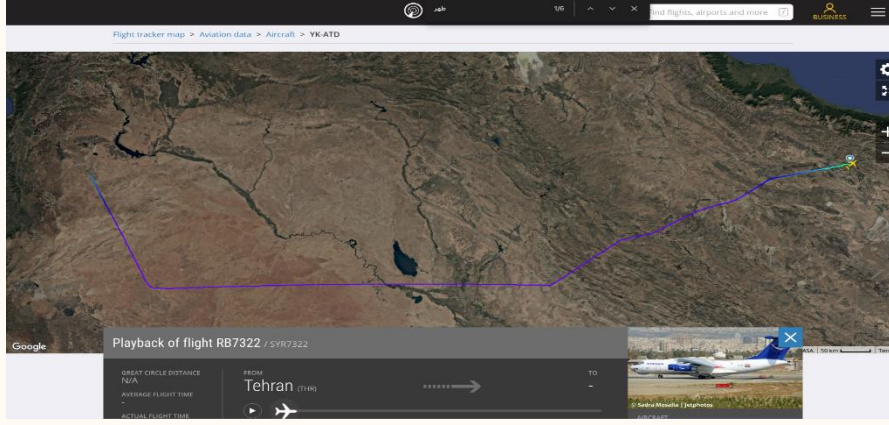 طهر
1/6
find flights, airports and more
BUSINESS
Flight tracker map > Aviation data > Aircraft > YK-ATD
Google
50 km
Playback of flight RB7322 / SYR7322
GREAT CIRCLE DISTANCE
N/A
AVERAGE FLIGHT TIME
-
ACTUAL FLIGHT TIME
FROM
Tehran (THR)
TO
-
© Sadra Mosalla | Jetphotos
AIRCRAFT